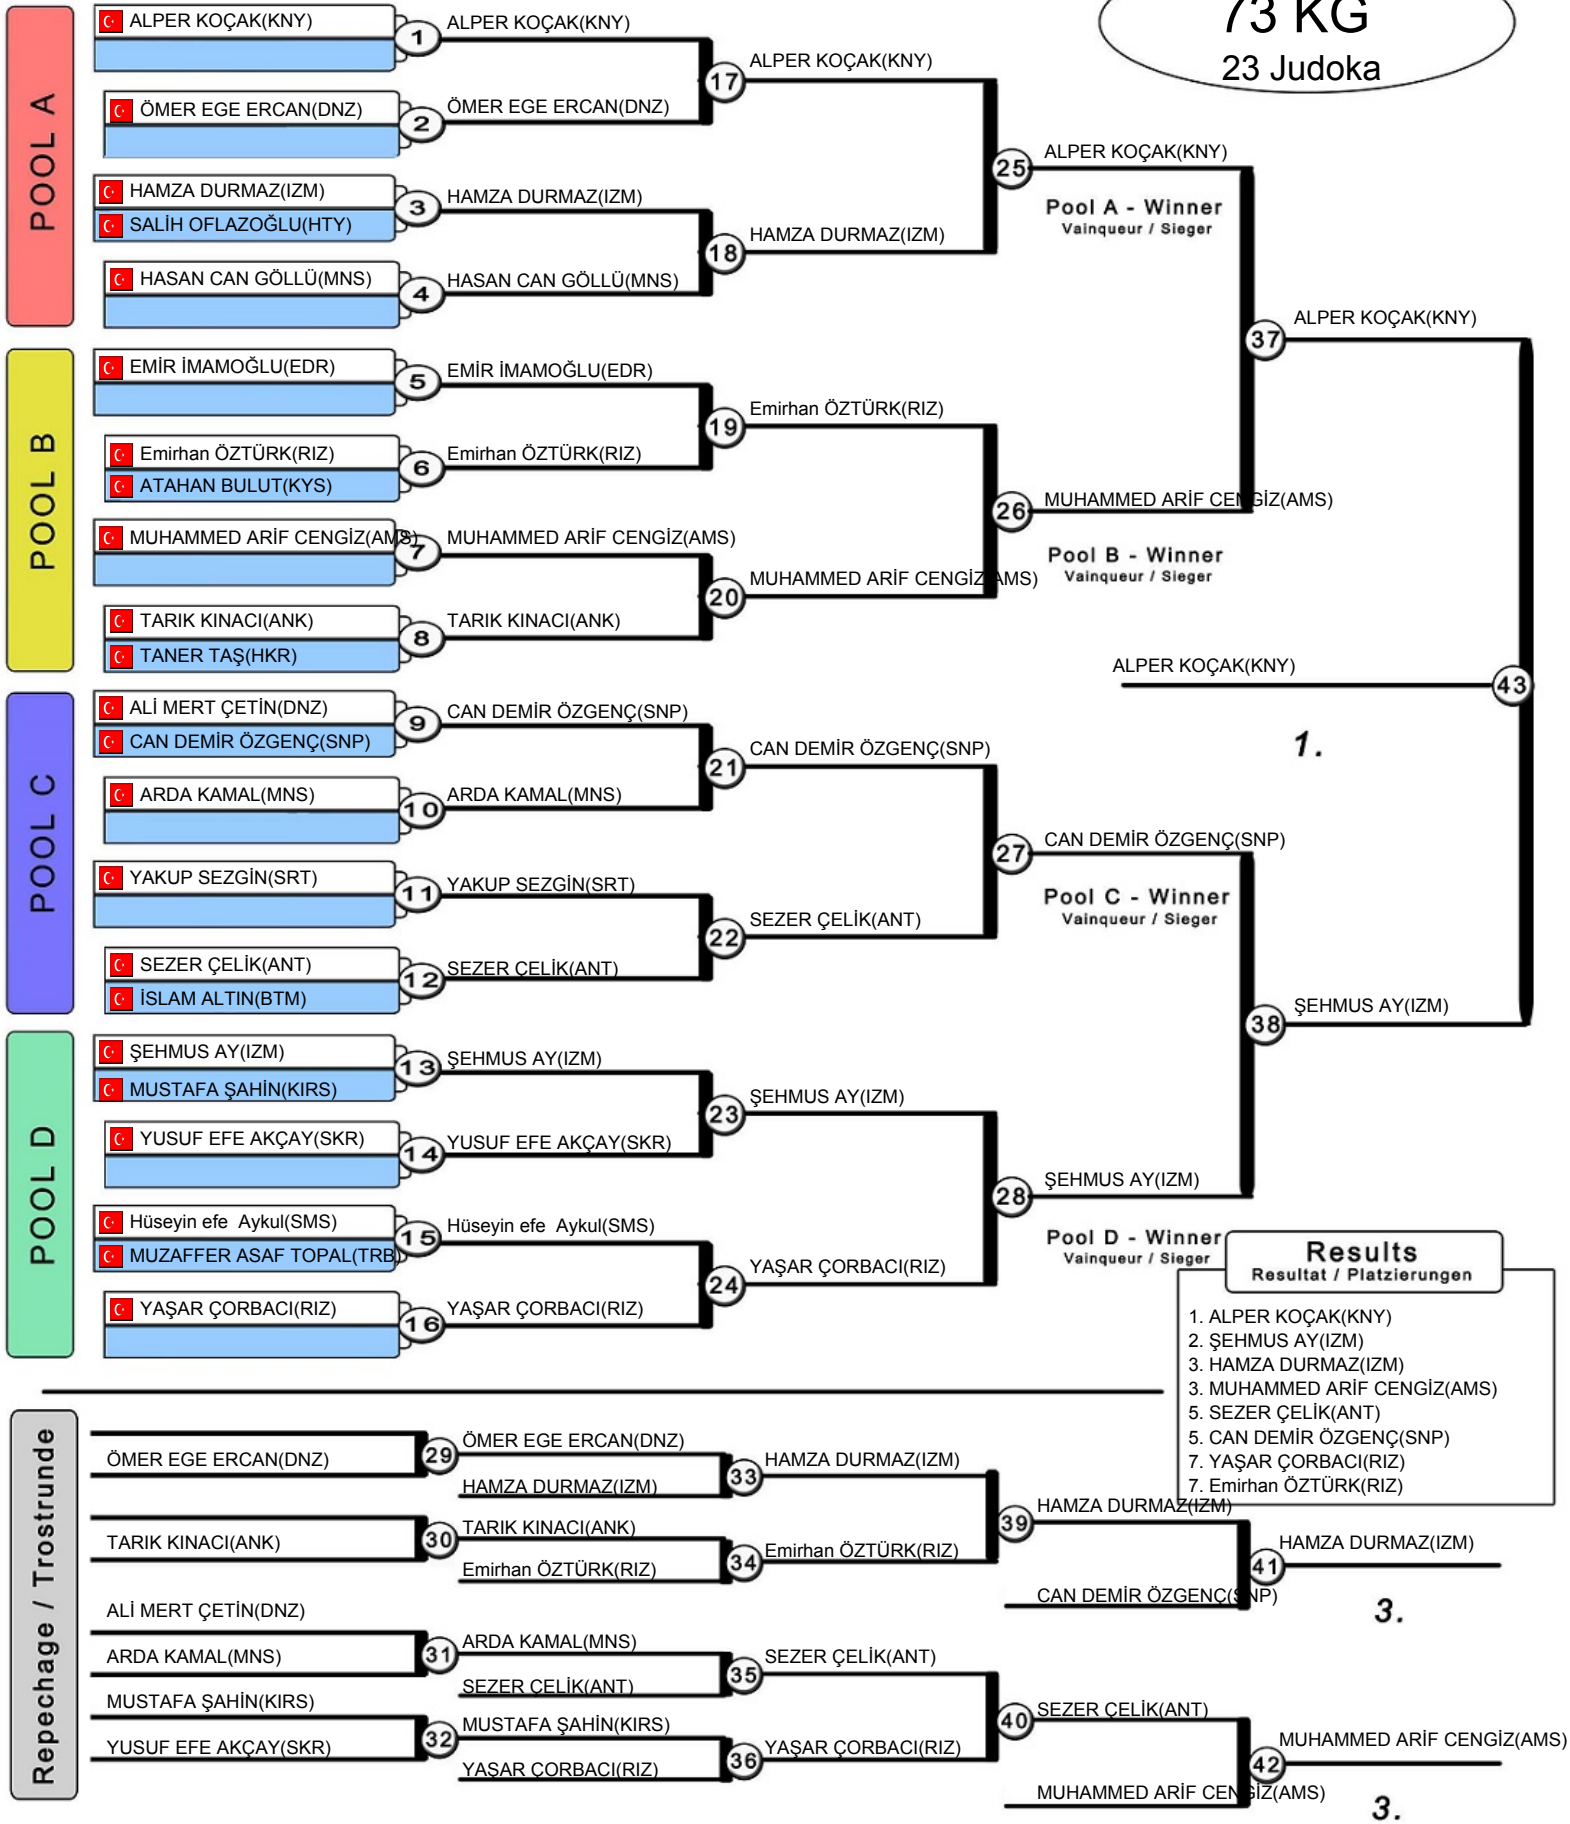 73 KG
23 Judoka
POOL A
ALPER KOÇAK(KNY)
1
ÖMER EGE ERCAN(DNZ)
2
HAMZA DURMAZ(IZM)
SALİH OFLAZOĞLU(HTY)
3
HASAN CAN GÖLLÜ(MNS)
4
POOL B
EMİR İMAMOĞLU(EDR)
5
Emirhan ÖZTÜRK(RIZ)
ATAHAN BULUT(KYS)
6
MUHAMMED ARİF CENGİZ(AMS)
7
TARIK KINACI(ANK)
TANER TAŞ(HKR)
8
POOL C
ALİ MERT ÇETİN(DNZ)
CAN DEMİR ÖZGENÇ(SNP)
9
ARDA KAMAL(MNS)
10
YAKUP SEZGİN(SRT)
11
SEZER ÇELİK(ANT)
İSLAM ALTIN(BTM)
12
POOL D
ŞEHMUS AY(IZM)
MUSTAFA ŞAHİN(KIRS)
13
YUSUF EFE AKÇAY(SKR)
14
Hüseyin efe  Aykul(SMS)
MUZAFFER ASAF TOPAL(TRB)
15
YAŞAR ÇORBACI(RIZ)
16
ALPER KOÇAK(KNY)
ÖMER EGE ERCAN(DNZ)
17
HAMZA DURMAZ(IZM)
HASAN CAN GÖLLÜ(MNS)
18
EMİR İMAMOĞLU(EDR)
Emirhan ÖZTÜRK(RIZ)
19
MUHAMMED ARİF CENGİZ(AMS)
TARIK KINACI(ANK)
20
CAN DEMİR ÖZGENÇ(SNP)
ARDA KAMAL(MNS)
21
YAKUP SEZGİN(SRT)
SEZER ÇELİK(ANT)
22
ŞEHMUS AY(IZM)
YUSUF EFE AKÇAY(SKR)
23
Hüseyin efe  Aykul(SMS)
YAŞAR ÇORBACI(RIZ)
24
ALPER KOÇAK(KNY)
HAMZA DURMAZ(IZM)
25
Emirhan ÖZTÜRK(RIZ)
MUHAMMED ARİF CENGİZ(AMS)
26
CAN DEMİR ÖZGENÇ(SNP)
SEZER ÇELİK(ANT)
27
ŞEHMUS AY(IZM)
YAŞAR ÇORBACI(RIZ)
28
ALPER KOÇAK(KNY)
Pool A - Winner
Vainqueur / Sieger
MUHAMMED ARİF CENGİZ(AMS)
Pool B - Winner
Vainqueur / Sieger
37
CAN DEMİR ÖZGENÇ(SNP)
Pool C - Winner
Vainqueur / Sieger
ŞEHMUS AY(IZM)
Pool D - Winner
Vainqueur / Sieger
38
ALPER KOÇAK(KNY)
ŞEHMUS AY(IZM)
43
ALPER KOÇAK(KNY)
1.
Results
Resultat / Platzierungen
1. ALPER KOÇAK(KNY)
2. ŞEHMUS AY(IZM)
3. HAMZA DURMAZ(IZM)
3. MUHAMMED ARİF CENGİZ(AMS)
5. SEZER ÇELİK(ANT)
5. CAN DEMİR ÖZGENÇ(SNP)
7. YAŞAR ÇORBACI(RIZ)
7. Emirhan ÖZTÜRK(RIZ)
Repechage / Trostrunde
ÖMER EGE ERCAN(DNZ)
29
TARIK KINACI(ANK)
30
ALİ MERT ÇETİN(DNZ)
ARDA KAMAL(MNS)
31
MUSTAFA ŞAHİN(KIRS)
YUSUF EFE AKÇAY(SKR)
32
ÖMER EGE ERCAN(DNZ)
HAMZA DURMAZ(IZM)
33
TARIK KINACI(ANK)
Emirhan ÖZTÜRK(RIZ)
34
ARDA KAMAL(MNS)
SEZER ÇELİK(ANT)
35
MUSTAFA ŞAHİN(KIRS)
YAŞAR ÇORBACI(RIZ)
36
HAMZA DURMAZ(IZM)
Emirhan ÖZTÜRK(RIZ)
39
SEZER ÇELİK(ANT)
YAŞAR ÇORBACI(RIZ)
40
HAMZA DURMAZ(IZM)
CAN DEMİR ÖZGENÇ(SNP)
41
HAMZA DURMAZ(IZM)
3.
SEZER ÇELİK(ANT)
MUHAMMED ARİF CENGİZ(AMS)
42
MUHAMMED ARİF CENGİZ(AMS)
3.